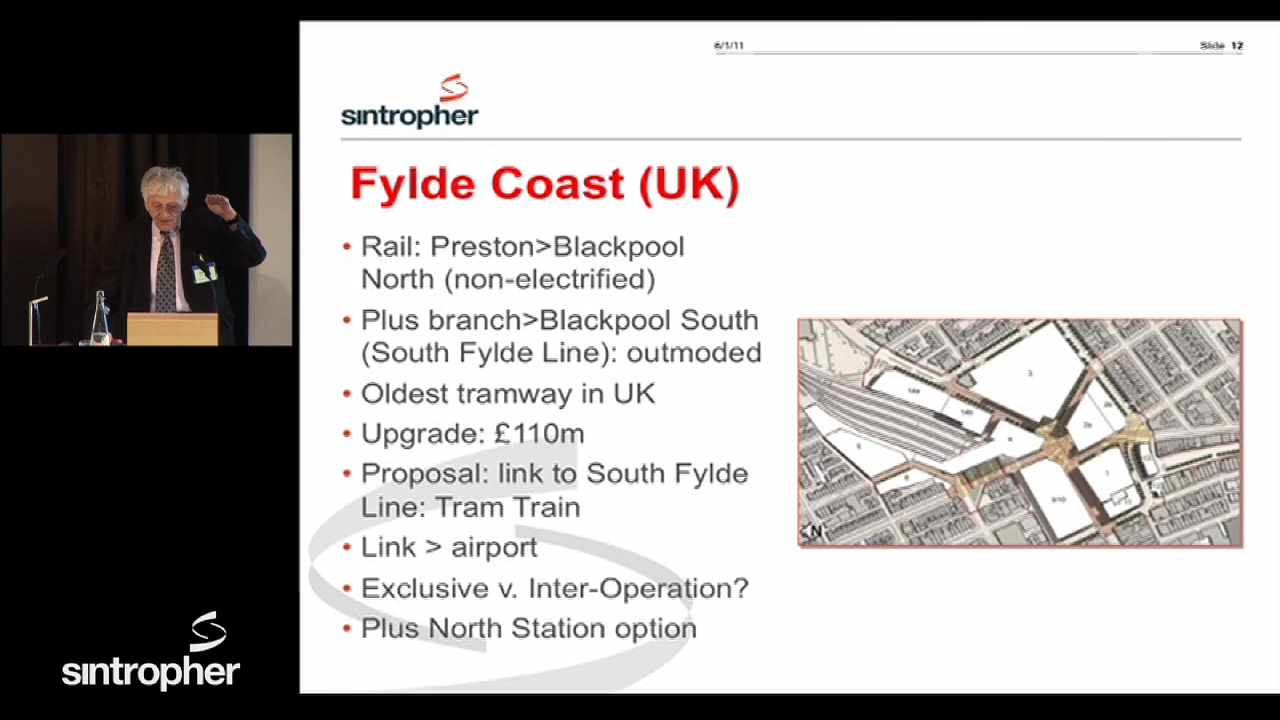 6/1/11
Slide 12
sintropher
Fylde Coast (UK)
• Rail: Preston>Blackpool
North (non-electrified)
• Plus branch>Blackpool South
(South Fylde Line): outmoded
• Oldest tramway in UK
• Upgrade: £110m
• Proposal: link to South Fylde
Line: Tram Train
• Link > airport
• Exclusive v. Inter-Operation?
• Plus North Station option
N
sintropher